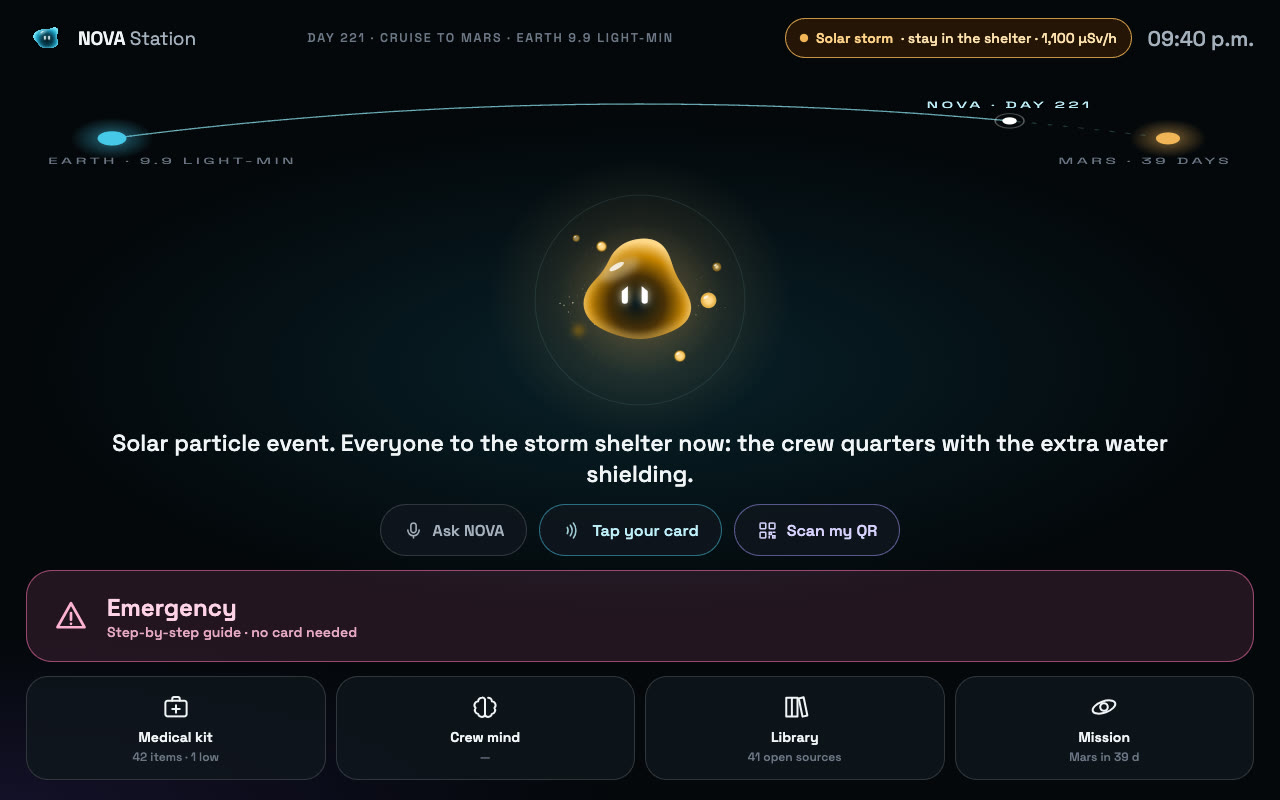 NOVA Station
DAY 221 · CRUISE TO MARS · EARTH 9.9 LIGHT-MIN
Solar storm · stay in the shelter · 1,100 µSv/h
09:40 p.m.
NOVA · DAY 221
EARTH · 9.9 LIGHT-MIN
MARS · 39 DAYS
Solar particle event. Everyone to the storm shelter now: the crew quarters with the extra water
shielding.
Ask NOVA
Tap your card
Scan my QR
Emergency
Step-by-step guide · no card needed
Medical kit
42 items · 1 low
Crew mind
—
Library
41 open sources
Mission
Mars in 39 d